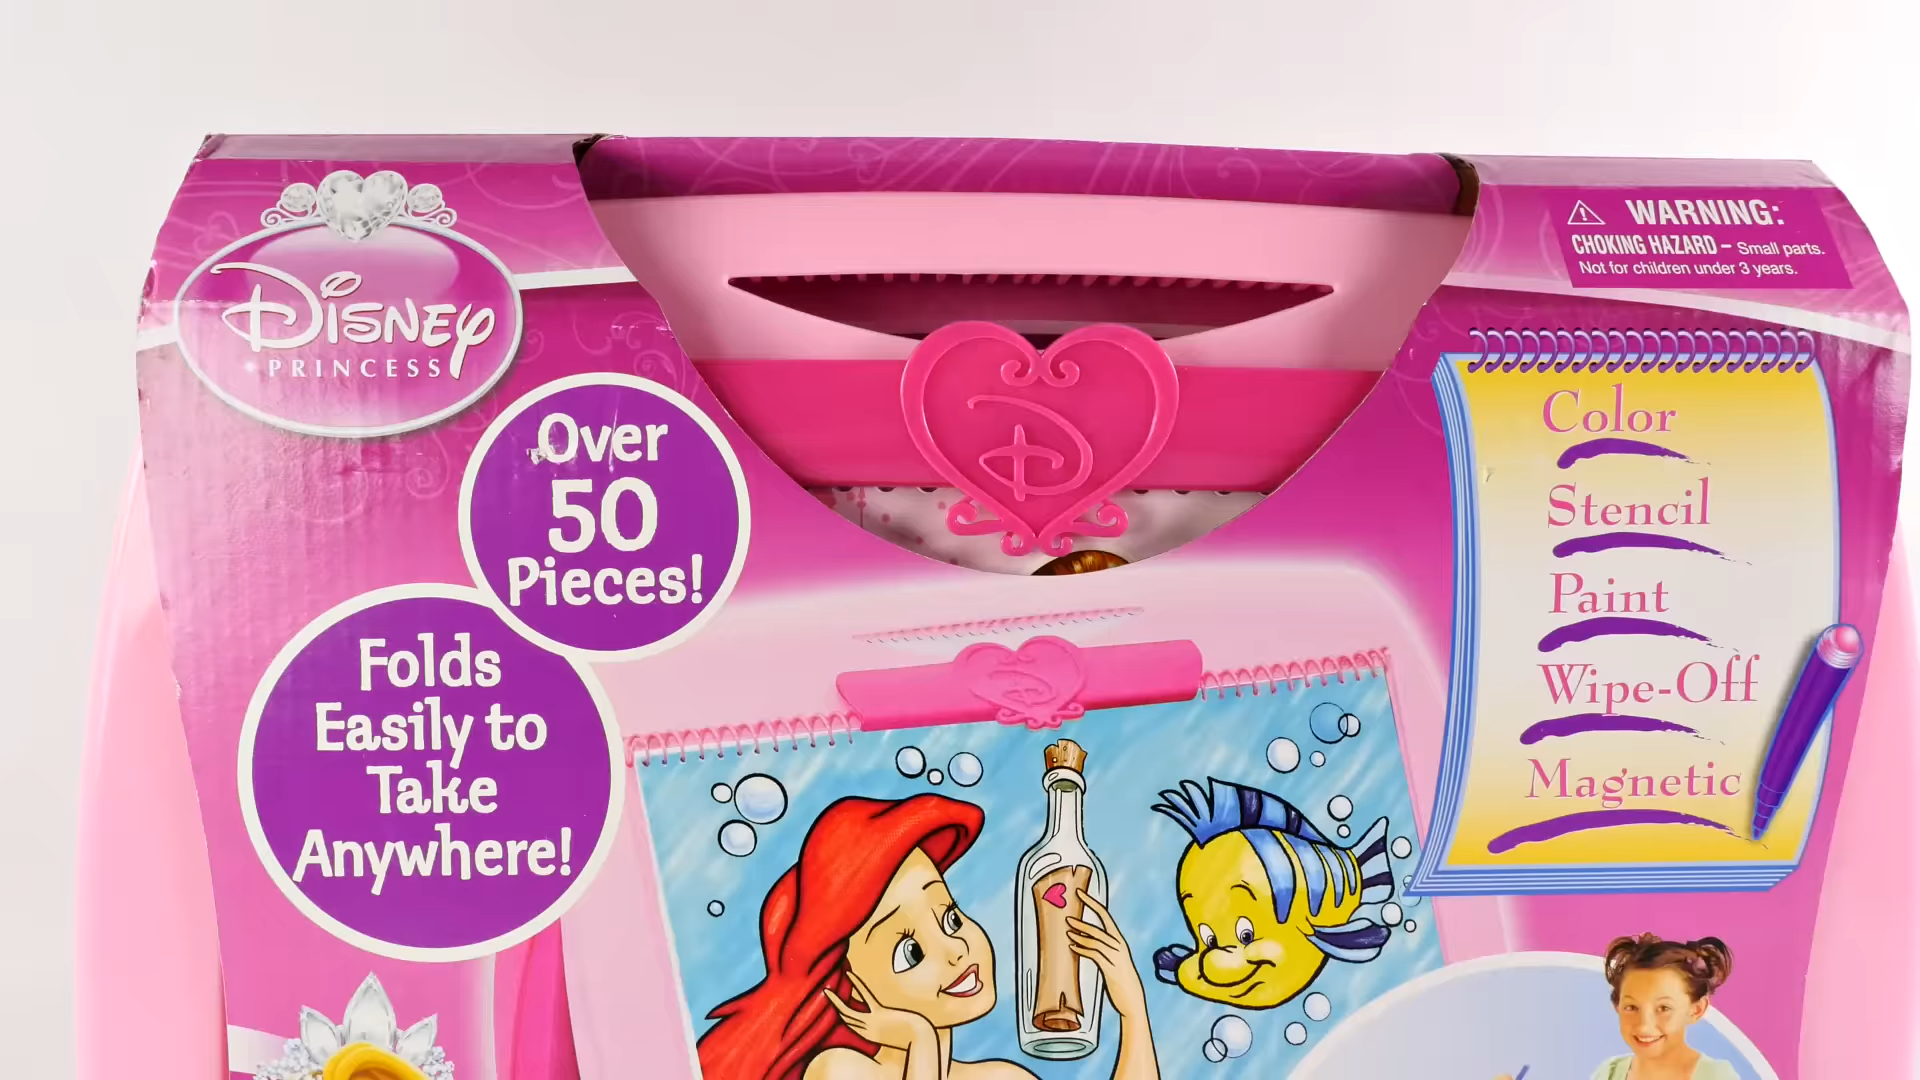 Disney
PRINCESS
Over
50
Pieces!
Folds
Easily to
Take
Anywhere!
⚠ WARNING:
CHOKING HAZARD – Small parts.
Not for children under 3 years.
Color
Stencil
Paint
Wipe-Off
Magnetic
D
D